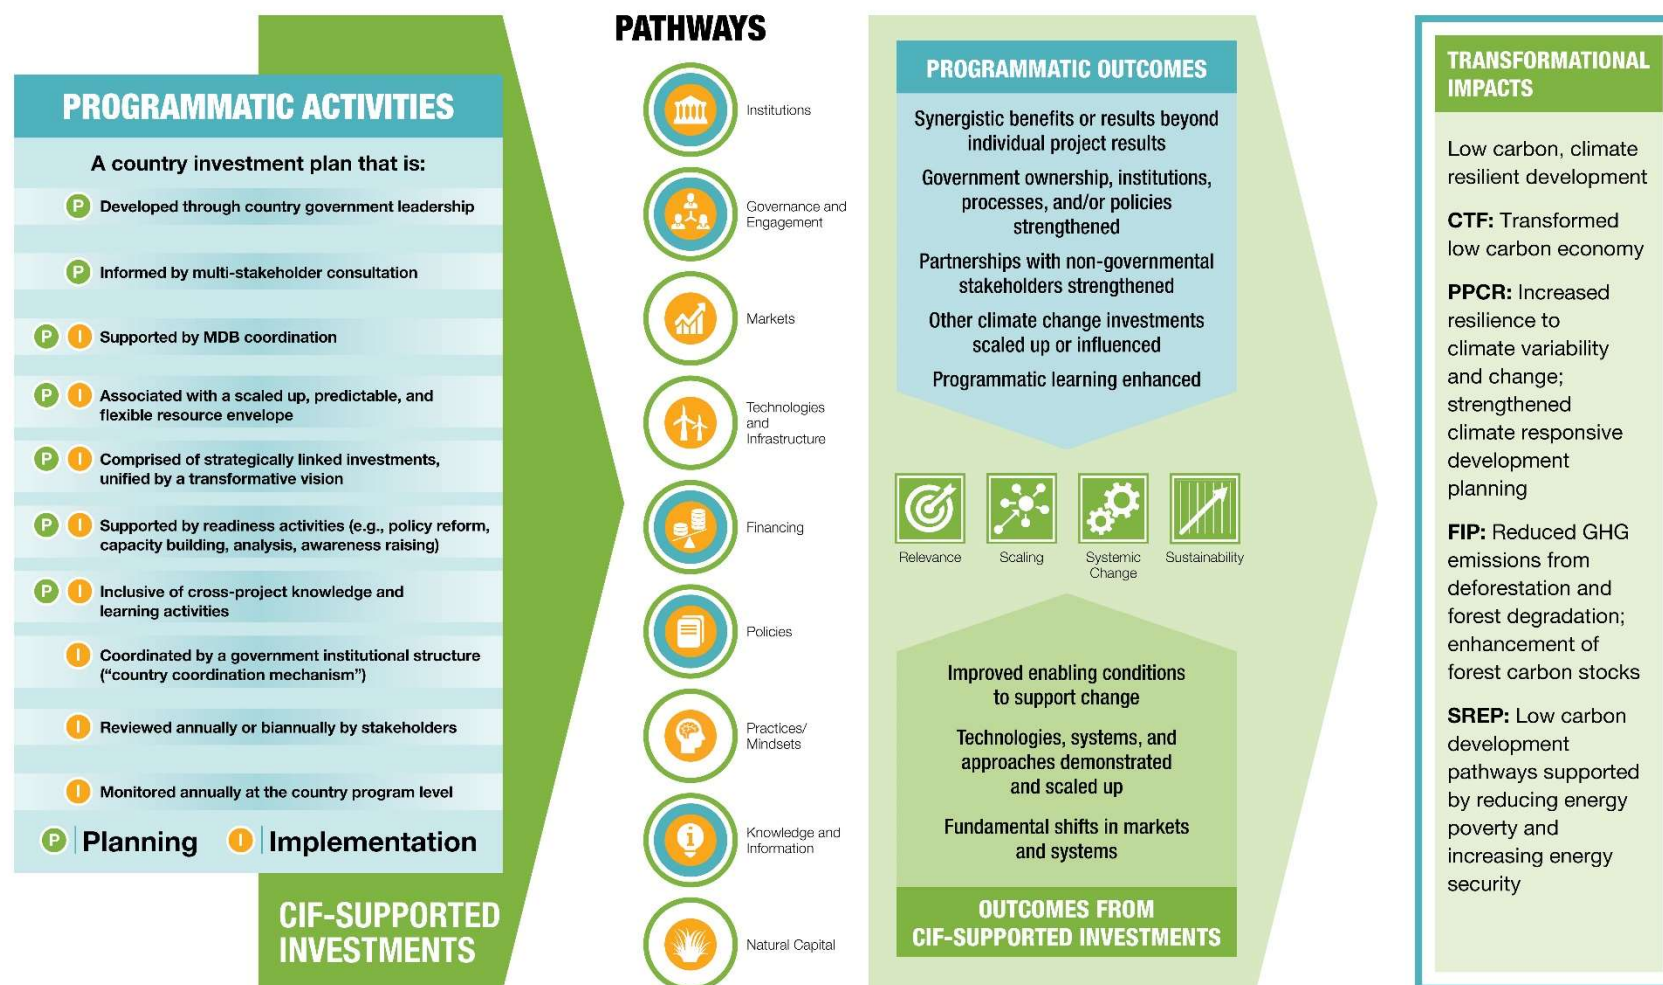 PROGRAMMATIC ACTIVITIES
A country investment plan that is:
P Developed through country government leadership
P Informed by multi-stakeholder consultation
P I Supported by MDB coordination
P I Associated with a scaled up, predictable, and
flexible resource envelope
P I Comprised of strategically linked investments,
unified by a transformative vision
P I Supported by readiness activities (e.g., policy reform,
capacity building, analysis, awareness raising)
P I Inclusive of cross-project knowledge and
learning activities
I Coordinated by a government institutional structure
(“country coordination mechanism”)
I Reviewed annually or biannually by stakeholders
I Monitored annually at the country program level
P Planning I Implementation
CIF-SUPPORTED
INVESTMENTS
PATHWAYS
Institutions
Governance and
Engagement
Markets
Technologies
and
Infrastructure
Financing
Policies
Practices/
Mindsets
i
Knowledge and
Information
Natural Capital
PROGRAMMATIC OUTCOMES
Synergistic benefits or results beyond
individual project results
Government ownership, institutions,
processes, and/or policies
strengthened
Partnerships with non-governmental
stakeholders strengthened
Other climate change investments
scaled up or influenced
Programmatic learning enhanced
Relevance
Scaling
Systemic
Change
Sustainability
Improved enabling conditions
to support change
Technologies, systems, and
approaches demonstrated
and scaled up
Fundamental shifts in markets
and systems
OUTCOMES FROM
CIF-SUPPORTED INVESTMENTS
TRANSFORMATIONAL
IMPACTS
Low carbon, climate
resilient development
CTF: Transformed
low carbon economy
PPCR: Increased
resilience to
climate variability
and change;
strengthened
climate responsive
development
planning
FIP: Reduced GHG
emissions from
deforestation and
forest degradation;
enhancement of
forest carbon stocks
SREP: Low carbon
development
pathways supported
by reducing energy
poverty and
increasing energy
security